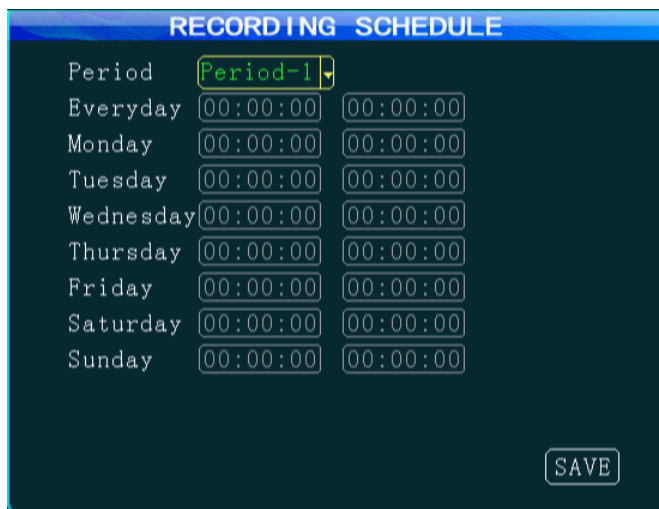 RECORDING SCHEDULE
Period Period-1
Everyday 00:00:00 00:00:00
Monday 00:00:00 00:00:00
Tuesday 00:00:00 00:00:00
Wednesday 00:00:00 00:00:00
Thursday 00:00:00 00:00:00
Friday 00:00:00 00:00:00
Saturday 00:00:00 00:00:00
Sunday 00:00:00 00:00:00
SAVE